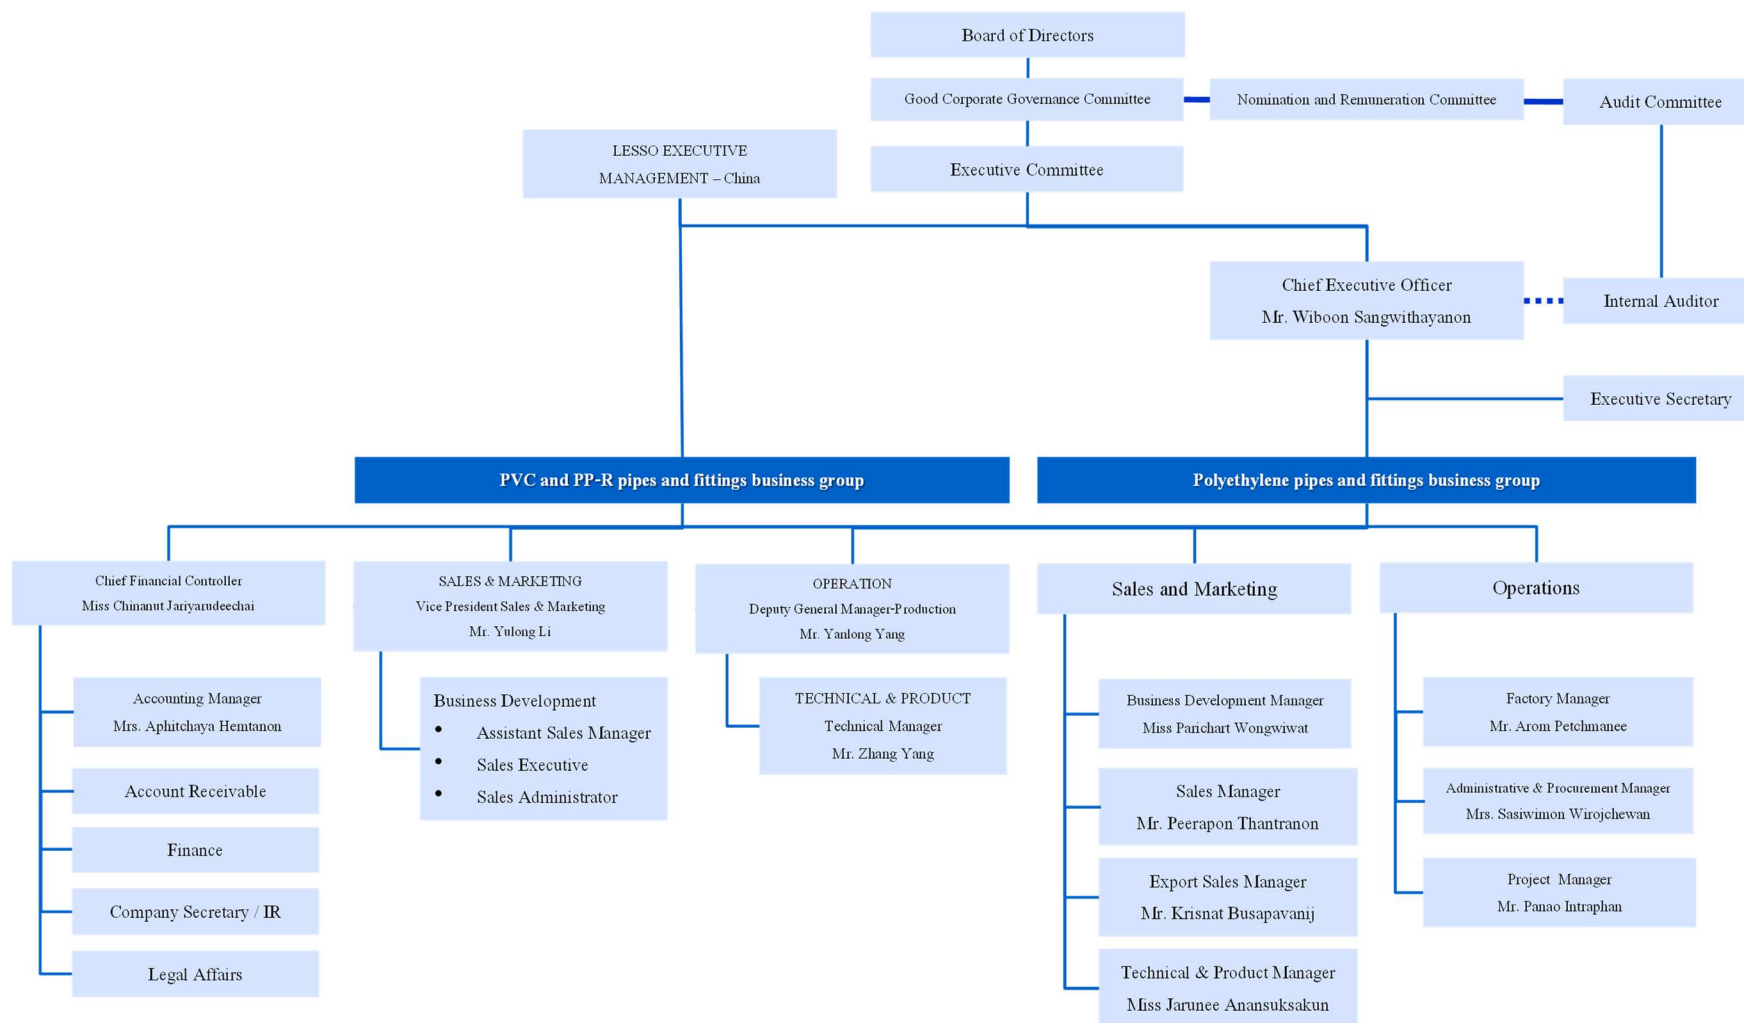 Board of Directors
Good Corporate Governance Committee
Nomination and Remuneration Committee
Audit Committee
LESSO EXECUTIVE
MANAGEMENT – China
Executive Committee
Chief Executive Officer
Mr. Wiboon Sangwithayanon
Internal Auditor
Executive Secretary
PVC and PP-R pipes and fittings business group
Polyethylene pipes and fittings business group
Chief Financial Controller
Miss Chinanut Jariyarudeechai
Accounting Manager
Mrs. Aphitchaya Hemtanon
Account Receivable
Finance
Company Secretary / IR
Legal Affairs
SALES & MARKETING
Vice President Sales & Marketing
Mr. Yulong Li
Business Development
• Assistant Sales Manager
• Sales Executive
• Sales Administrator
OPERATION
Deputy General Manager-Production
Mr. Yanlong Yang
TECHNICAL & PRODUCT
Technical Manager
Mr. Zhang Yang
Sales and Marketing
Business Development Manager
Miss Parichart Wongwiwat
Sales Manager
Mr. Peerapon Thantranon
Export Sales Manager
Mr. Krisnat Busapavanij
Technical & Product Manager
Miss Jarunee Anansuksakun
Operations
Factory Manager
Mr. Arom Petchmanee
Administrative & Procurement Manager
Mrs. Sasiwimon Wirojchewan
Project Manager
Mr. Panao Intraphan